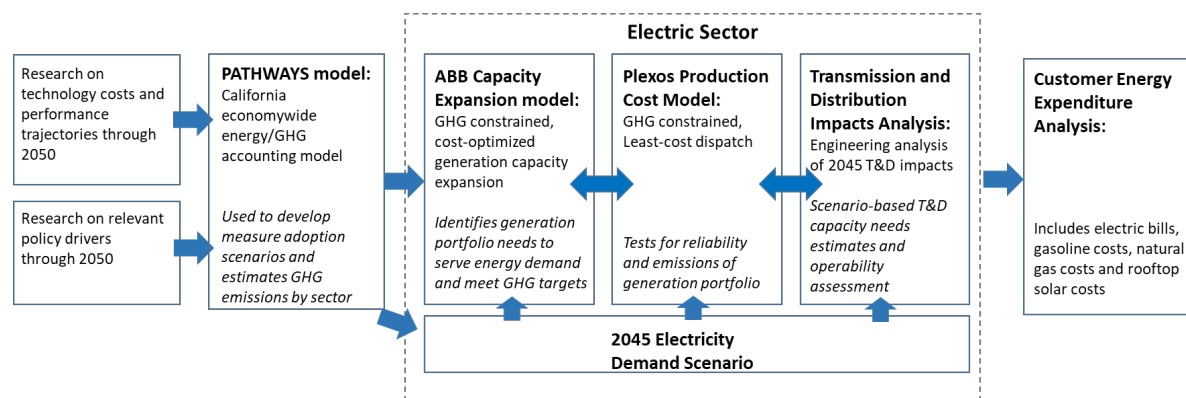 Electric Sector
Research on
technology costs and
performance
trajectories through
2050
Research on relevant
policy drivers
through 2050
PATHWAYS model:
California
economywide
energy/GHG
accounting model
Used to develop
measure adoption
scenarios and
estimates GHG
emissions by sector
ABB Capacity
Expansion model:
GHG constrained,
cost-optimized
generation capacity
expansion
Identifies generation
portfolio needs to
serve energy demand
and meet GHG targets
Plexos Production
Cost Model:
GHG constrained,
Least-cost dispatch
Tests for reliability
and emissions of
generation portfolio
Transmission and
Distribution
Impacts Analysis:
Engineering analysis
of 2045 T&D impacts
Scenario-based T&D
capacity needs
estimates and
operability
assessment
2045 Electricity
Demand Scenario
Customer Energy
Expenditure
Analysis:
Includes electric bills,
gasoline costs, natural
gas costs and rooftop
solar costs